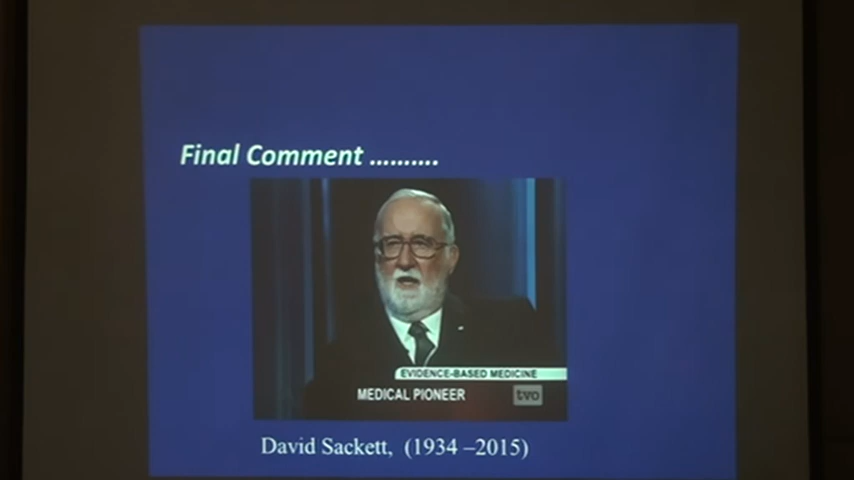 Final Comment ..........
EVIDENCE-BASED MEDICINE
MEDICAL PIONEER
tvo
David Sackett, (1934 –2015)